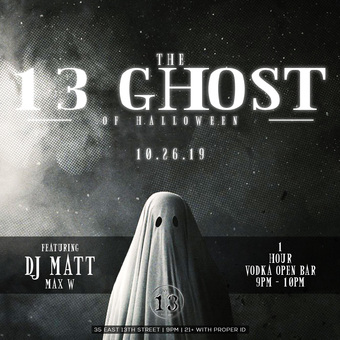 THE
13 GHOST
OF HALLOWEEN
10.26.19
FEATURING
DJ MATT
MAX W
1
HOUR
VODKA OPEN BAR
9PM - 10PM
13
35 EAST 13TH STREET | 9PM | 21+ WITH PROPER ID